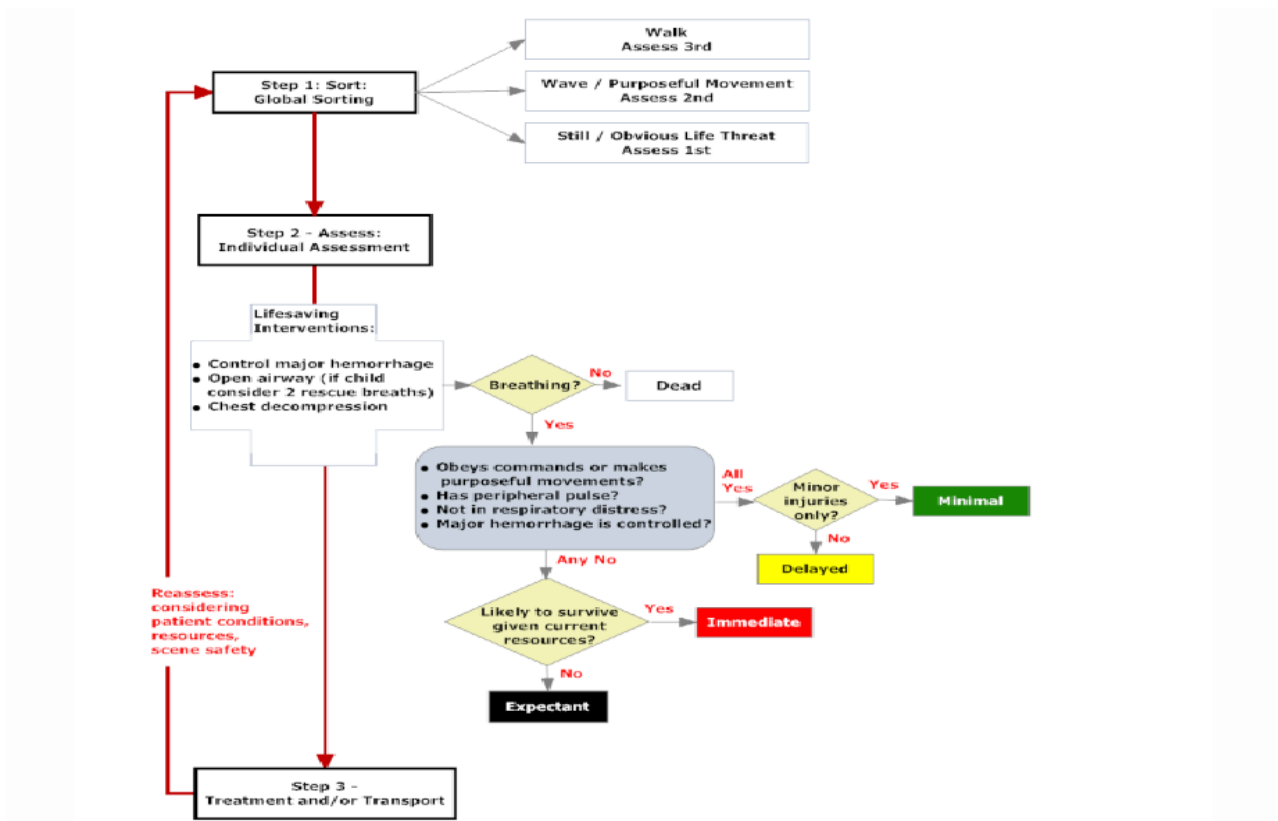 Walk
Assess 3rd
Step 1: Sort:
Global Sorting
Wave / Purposeful Movement
Assess 2nd
Still / Obvious Life Threat
Assess 1st
Step 2 - Assess:
Individual Assessment
Lifesaving
Interventions:
• Control major hemorrhage
• Open airway (if child
consider 2 rescue breaths)
• Chest decompression
Breathing?
No
Dead
Yes
• Obeys commands or makes
purposeful movements?
• Has peripheral pulse?
• Not in respiratory distress?
• Major hemorrhage is controlled?
All
Yes
Minor
injuries
only?
Yes
Minimal
No
Delayed
Any No
Likely to survive
given current
resources?
Yes
Immediate
No
Expectant
Reassess:
considering
patient conditions,
resources,
scene safety
Step 3 -
Treatment and/or Transport